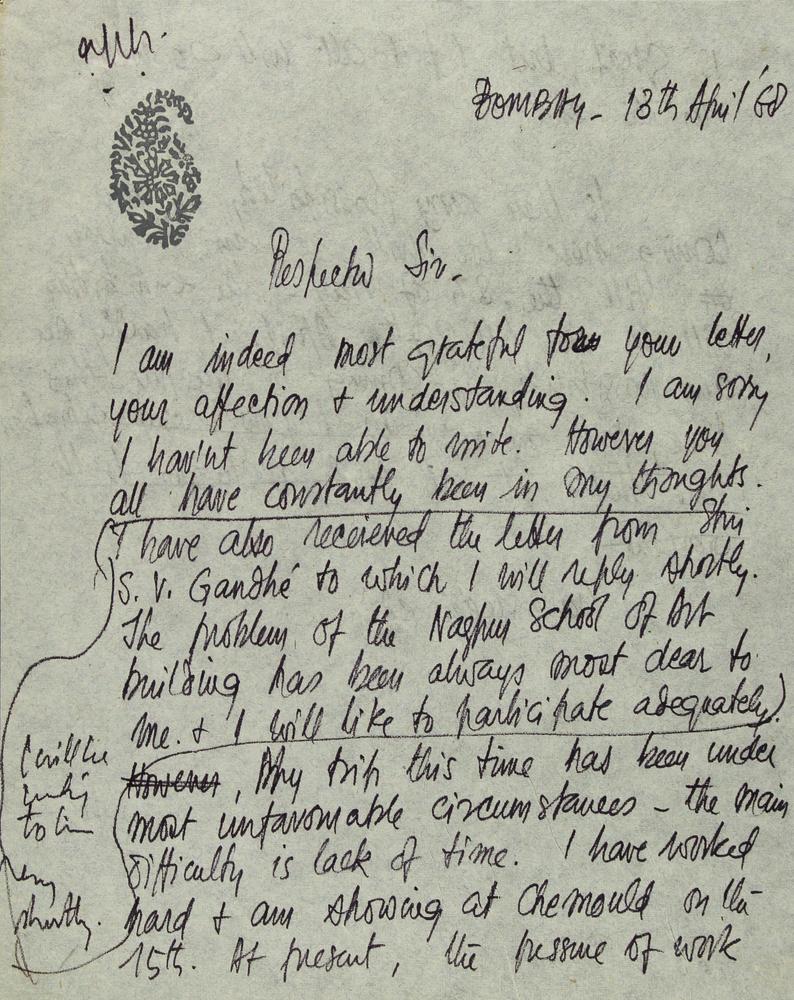 BOMBAY - 13th April '68
Respected Sir.
I am indeed most grateful for your letter,
your affection & understanding. I am sorry
I hav'nt been able to write. However you
all have constantly been in my thoughts.
(I have also received the letter from Shri
S. V. Gandhé to which I will reply shortly.
The problem of the Nagpur School of Art
building has been always most dear to
me. & I will like to participate adequately).
However, My trip this time has been under
most unfavourable circumstances - the main
difficulty is lack of time. I have worked
hard & am showing at Chemould on the
15th. At present, the pressure of work
I will be
writing
to him
very
shortly.